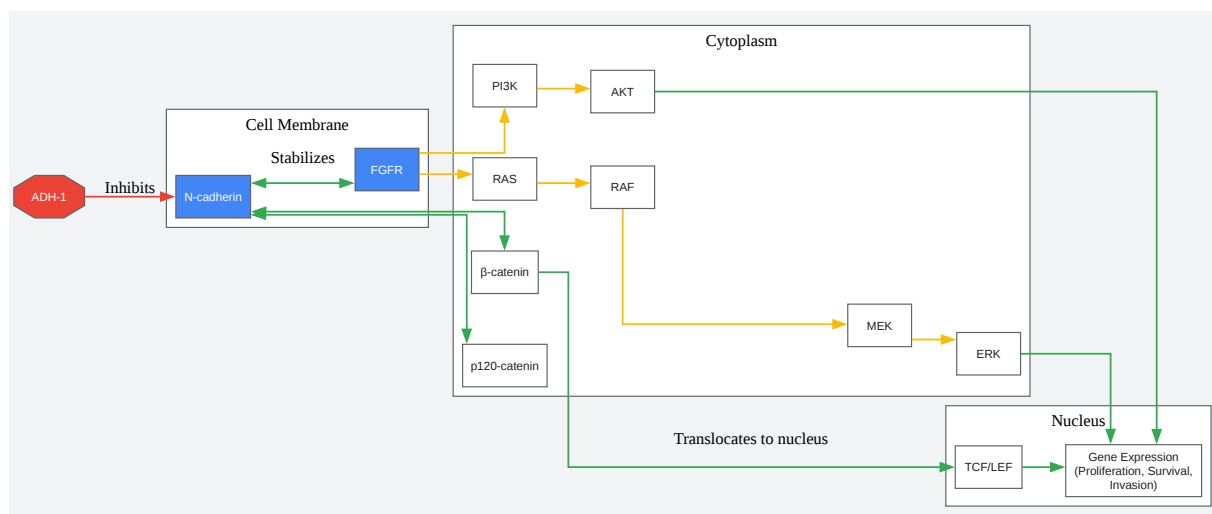 Cytoplasm
PI3K
AKT
Cell Membrane
Stabilizes
FGFR
RAS
RAF
Inhibits
ADH-1
N-cadherin
β-catenin
MEK
ERK
p120-catenin
Nucleus
Translocates to nucleus
TCF/LEF
Gene Expression
(Proliferation, Survival,
Invasion)